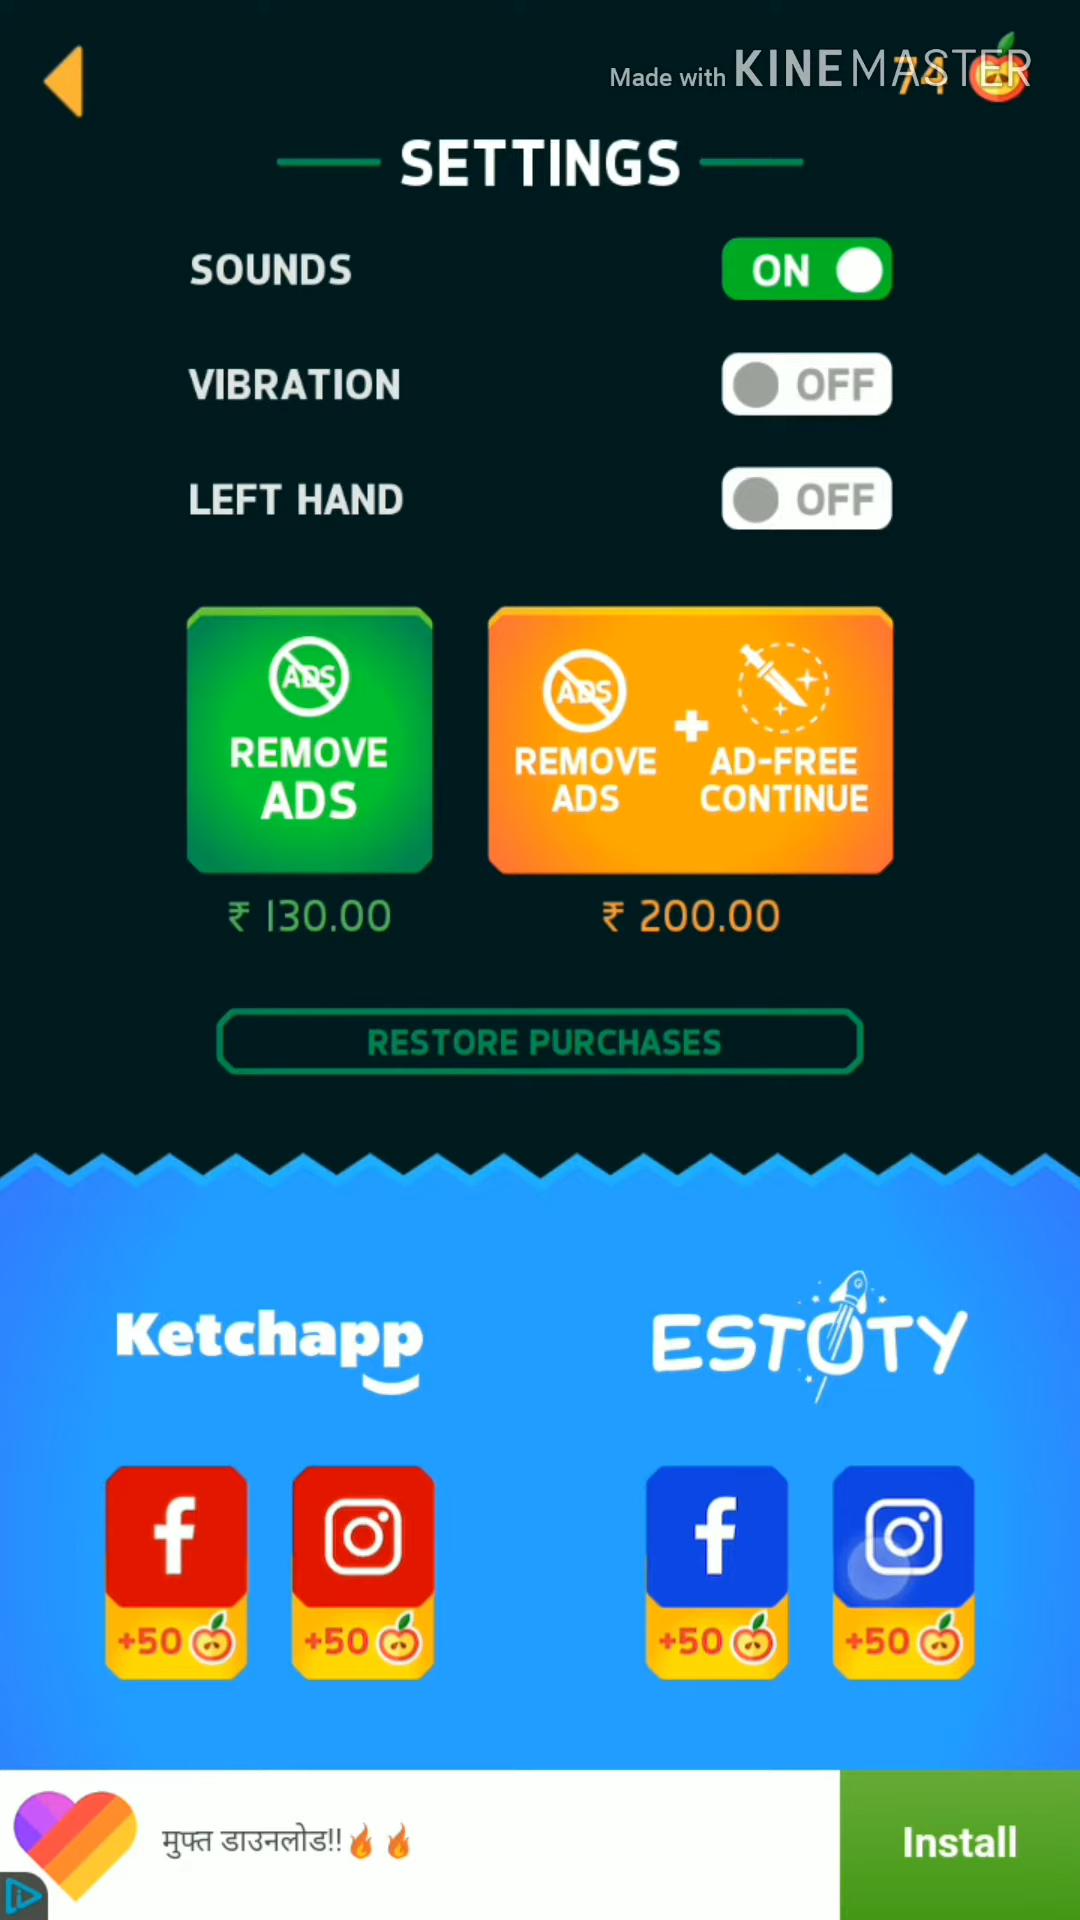 Made with KINEMASTER
74
SETTINGS
SOUNDS ON
VIBRATION OFF
LEFT HAND OFF
ADS
REMOVE
ADS
₹ 130.00
ADS
REMOVE
ADS
+
AD-FREE
CONTINUE
₹ 200.00
RESTORE PURCHASES
Ketchapp
ESTOTY
+50 +50 +50 +50
मुफ्त डाउनलोड!!🔥🔥
Install